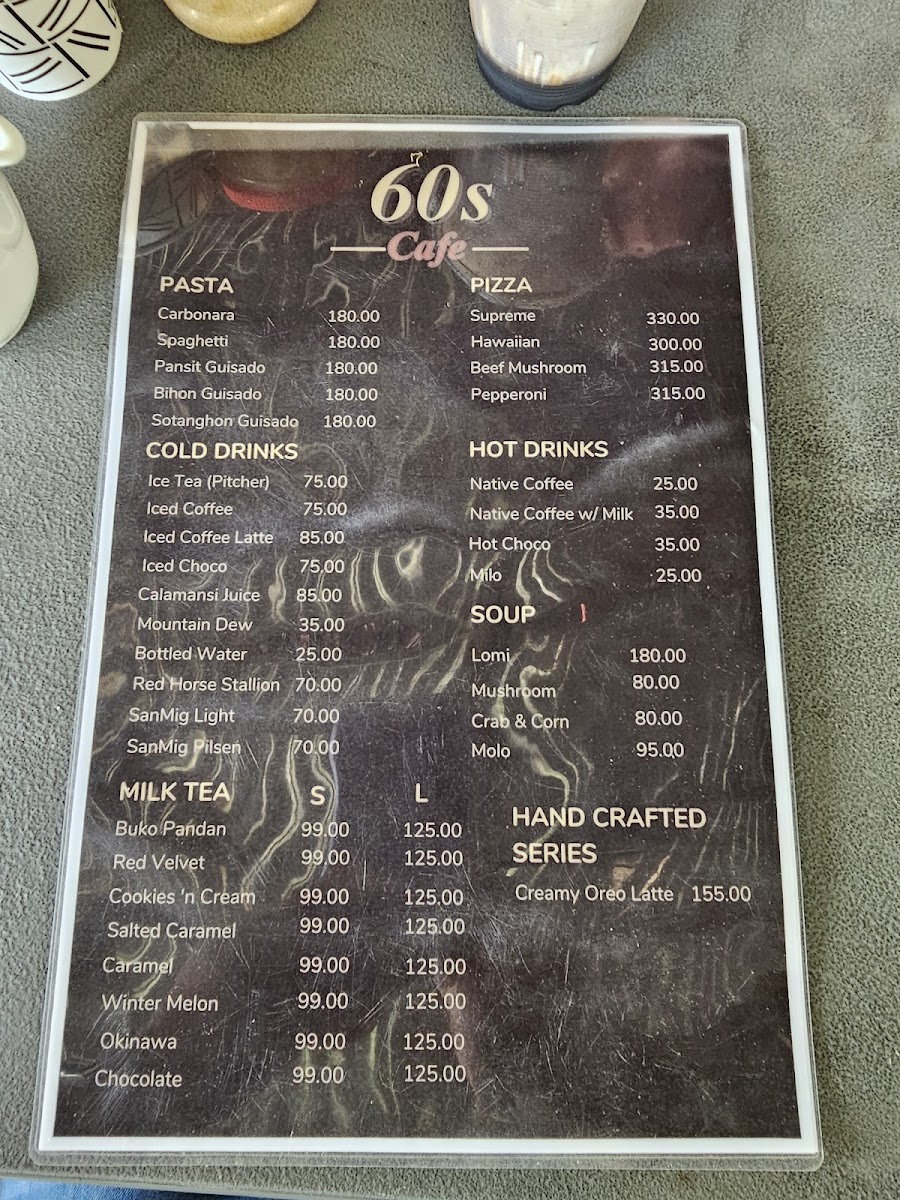 60s
Cafe
PASTA
Carbonara 180.00
Spaghetti 180.00
Pansit Guisado 180.00
Bihon Guisado 180.00
Sotanghon Guisado 180.00
PIZZA
Supreme 330.00
Hawaiian 300.00
Beef Mushroom 315.00
Pepperoni 315.00
COLD DRINKS
Ice Tea (Pitcher) 75.00
Iced Coffee 75.00
Iced Coffee Latte 85.00
Iced Choco 75.00
Calamansi Juice 85.00
Mountain Dew 35.00
Bottled Water 25.00
Red Horse Stallion 70.00
SanMig Light 70.00
SanMig Pilsen 70.00
HOT DRINKS
Native Coffee 25.00
Native Coffee w/ Milk 35.00
Hot Choco 35.00
Milo 25.00
SOUP
Lomi 180.00
Mushroom 80.00
Crab & Corn 80.00
Molo 95.00
MILK TEA S L
Buko Pandan 99.00 125.00
Red Velvet 99.00 125.00
Cookies 'n Cream 99.00 125.00
Salted Caramel 99.00 125.00
Caramel 99.00 125.00
Winter Melon 99.00 125.00
Okinawa 99.00 125.00
Chocolate 99.00 125.00
HAND CRAFTED
SERIES
Creamy Oreo Latte 155.00